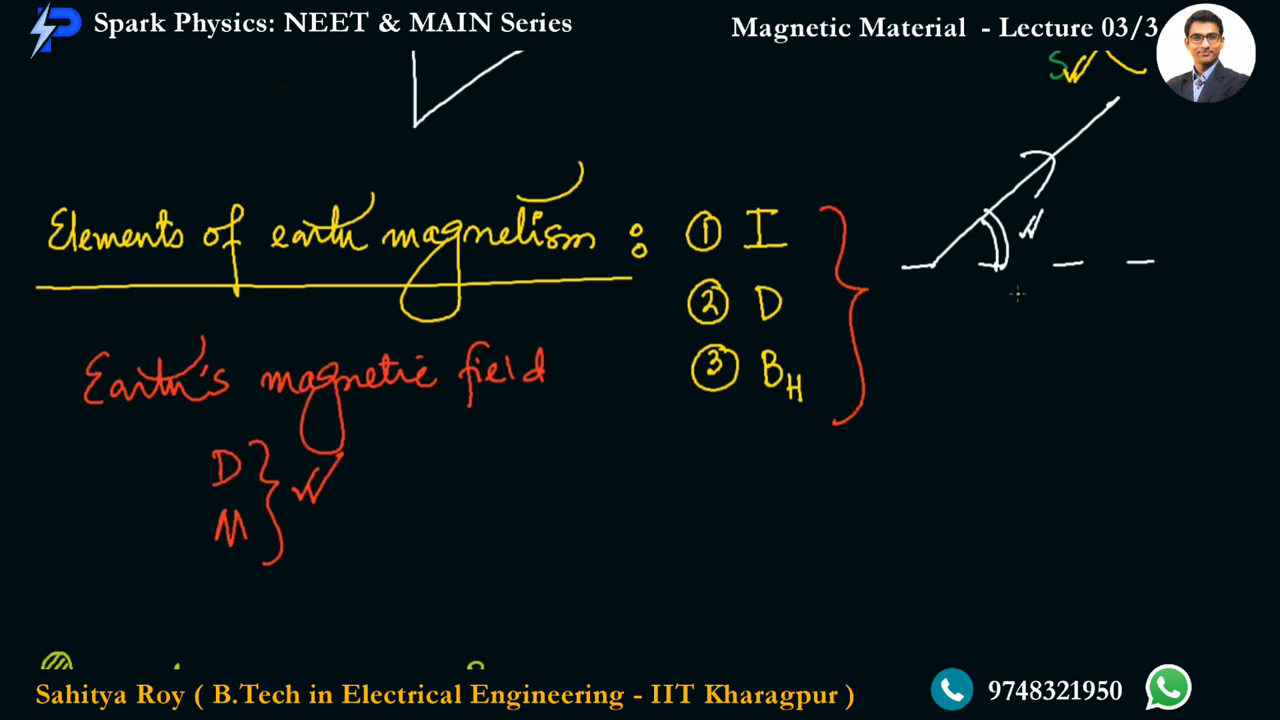 Spark Physics: NEET & MAIN Series
Magnetic Material - Lecture 03/3
S
Elements of earth magnetism :
① I
② D
③ BH
Earth's magnetic field
D
M
Sahitya Roy ( B.Tech in Electrical Engineering - IIT Kharagpur )
9748321950